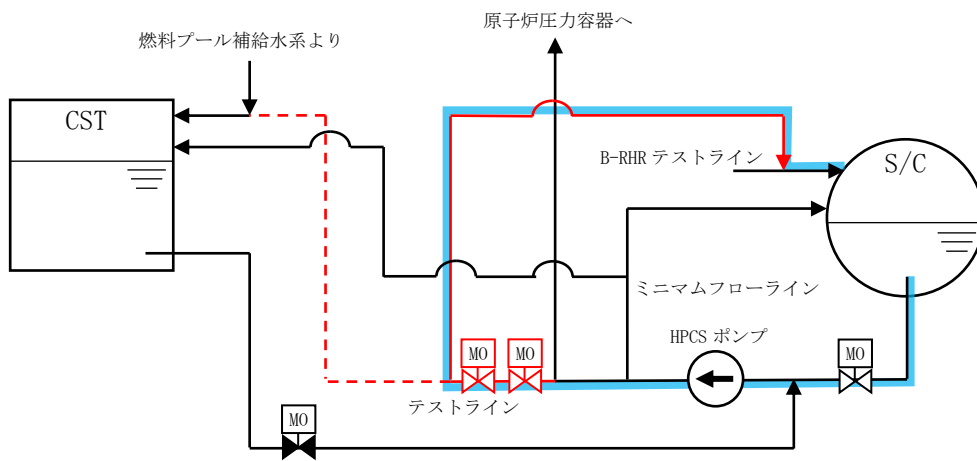 原子炉圧力容器へ
燃料プール補給水系より
CST
B-RHR テストライン
S/C
ミニマムフローライン
HPCS ポンプ
MO
MO
MO
テストライン
MO